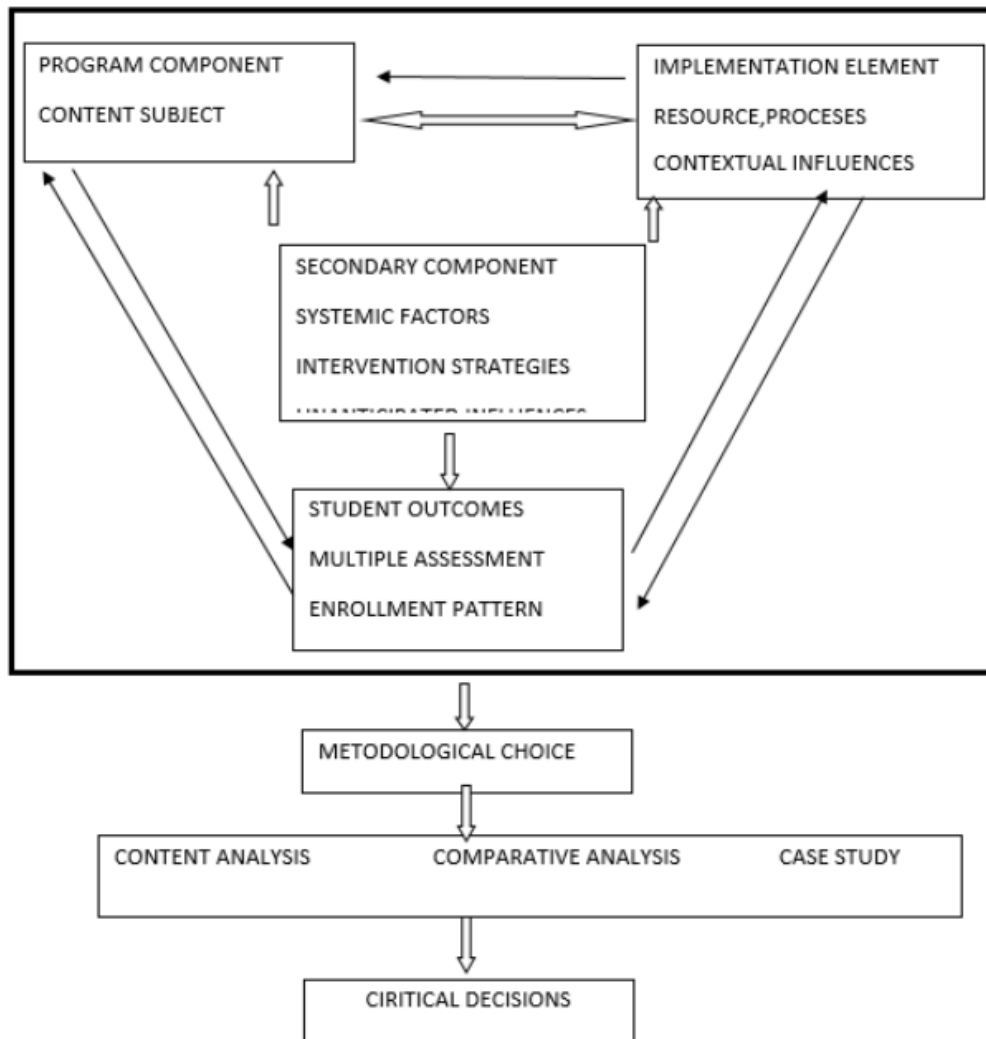 PROGRAM COMPONENT
CONTENT SUBJECT
IMPLEMENTATION ELEMENT
RESOURCE,PROCESES
CONTEXTUAL INFLUENCES
SECONDARY COMPONENT
SYSTEMIC FACTORS
INTERVENTION STRATEGIES
INFLUENCES
STUDENT OUTCOMES
MULTIPLE ASSESSMENT
ENROLLMENT PATTERN
METODOLOGICAL CHOICE
CONTENT ANALYSIS COMPARATIVE ANALYSIS CASE STUDY
CIRITICAL DECISIONS